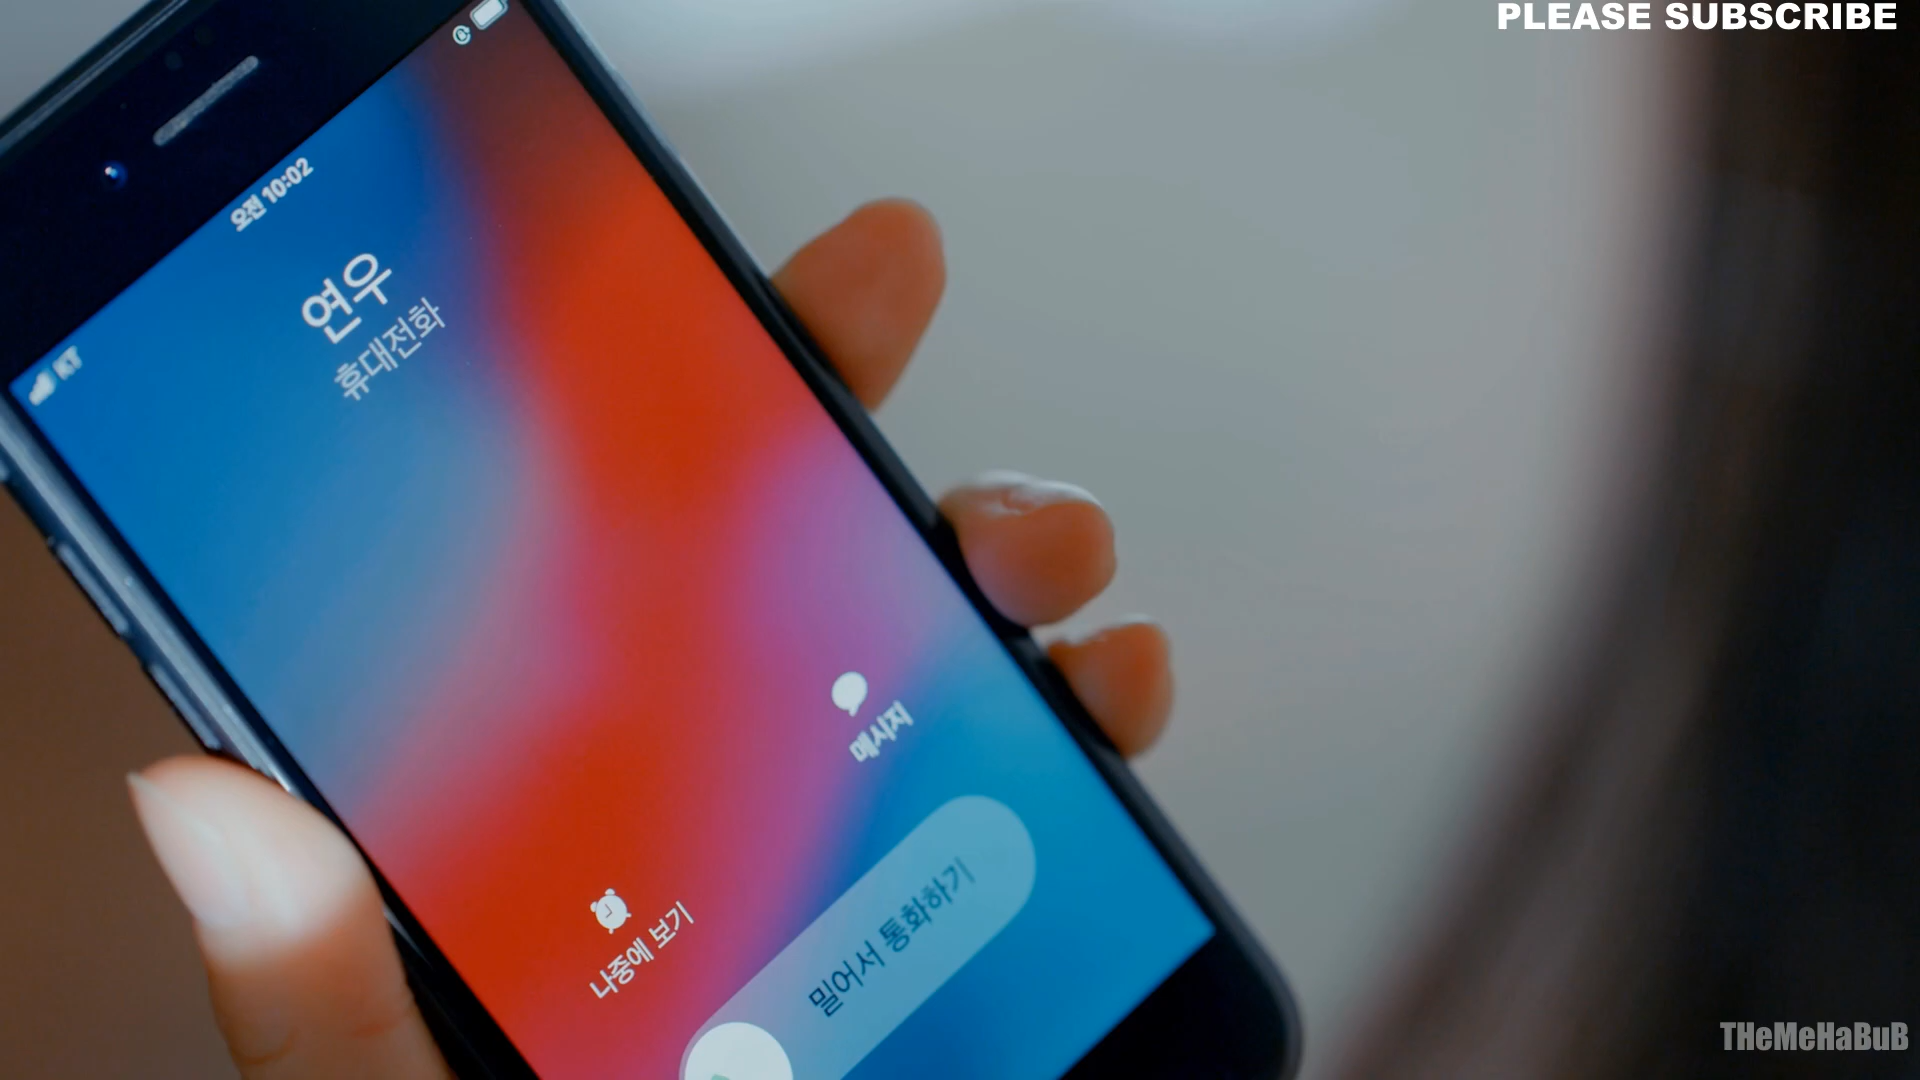 PLEASE SUBSCRIBE
오전 10:02
KT
연우
휴대전화
메시지
나중에 보기
밀어서 통화하기
THeMeHaBuB